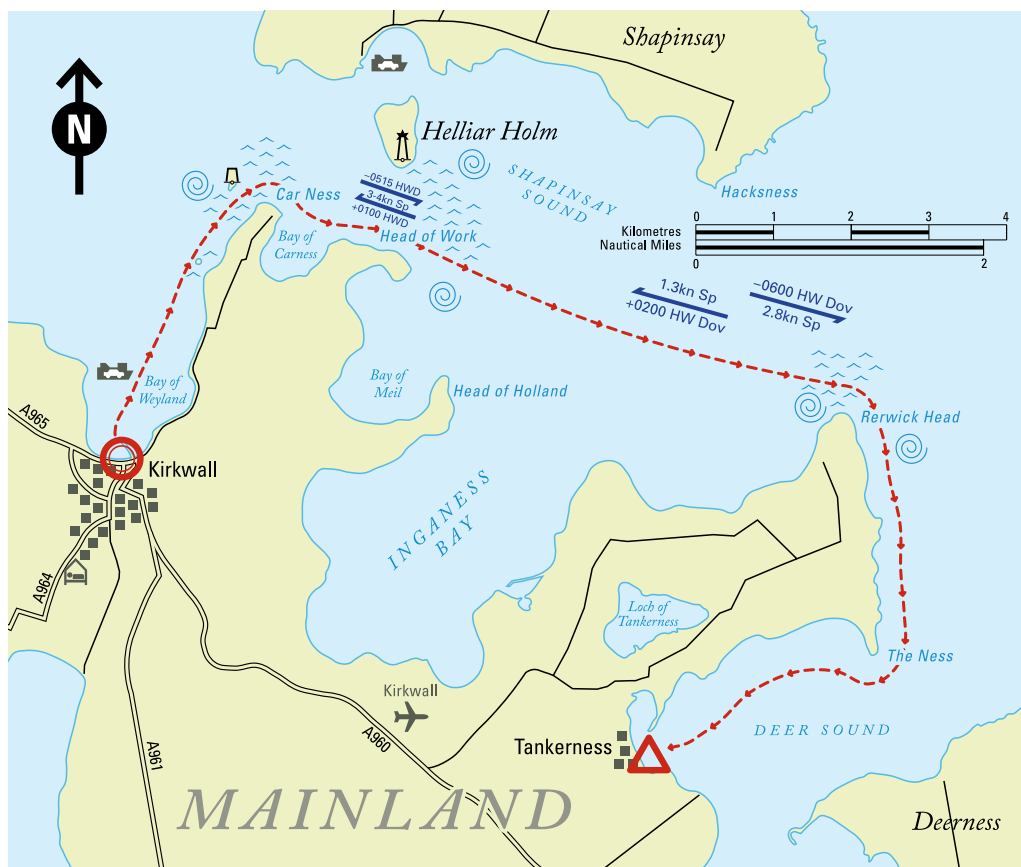 Shapinsay
N
Helliar Holm
Hacksness
SHAPINSAY
SOUND
Car Ness
–0515 HWD
3-4kn Sp
+0100 HWD
Head of Work
Bay of
Carness
0 1 2 3 4
Kilometres
Nautical Miles
0 2
1.3kn Sp
+0200 HW Dov
–0600 HW Dov
2.8kn Sp
Bay of
Weyland
Bay of
Meil
Head of Holland
Rerwick Head
A965
Kirkwall
INGANESS
BAY
A964
Loch of
Tankerness
The Ness
Kirkwall
A960
A961
DEER SOUND
Tankerness
MAINLAND
Deerness